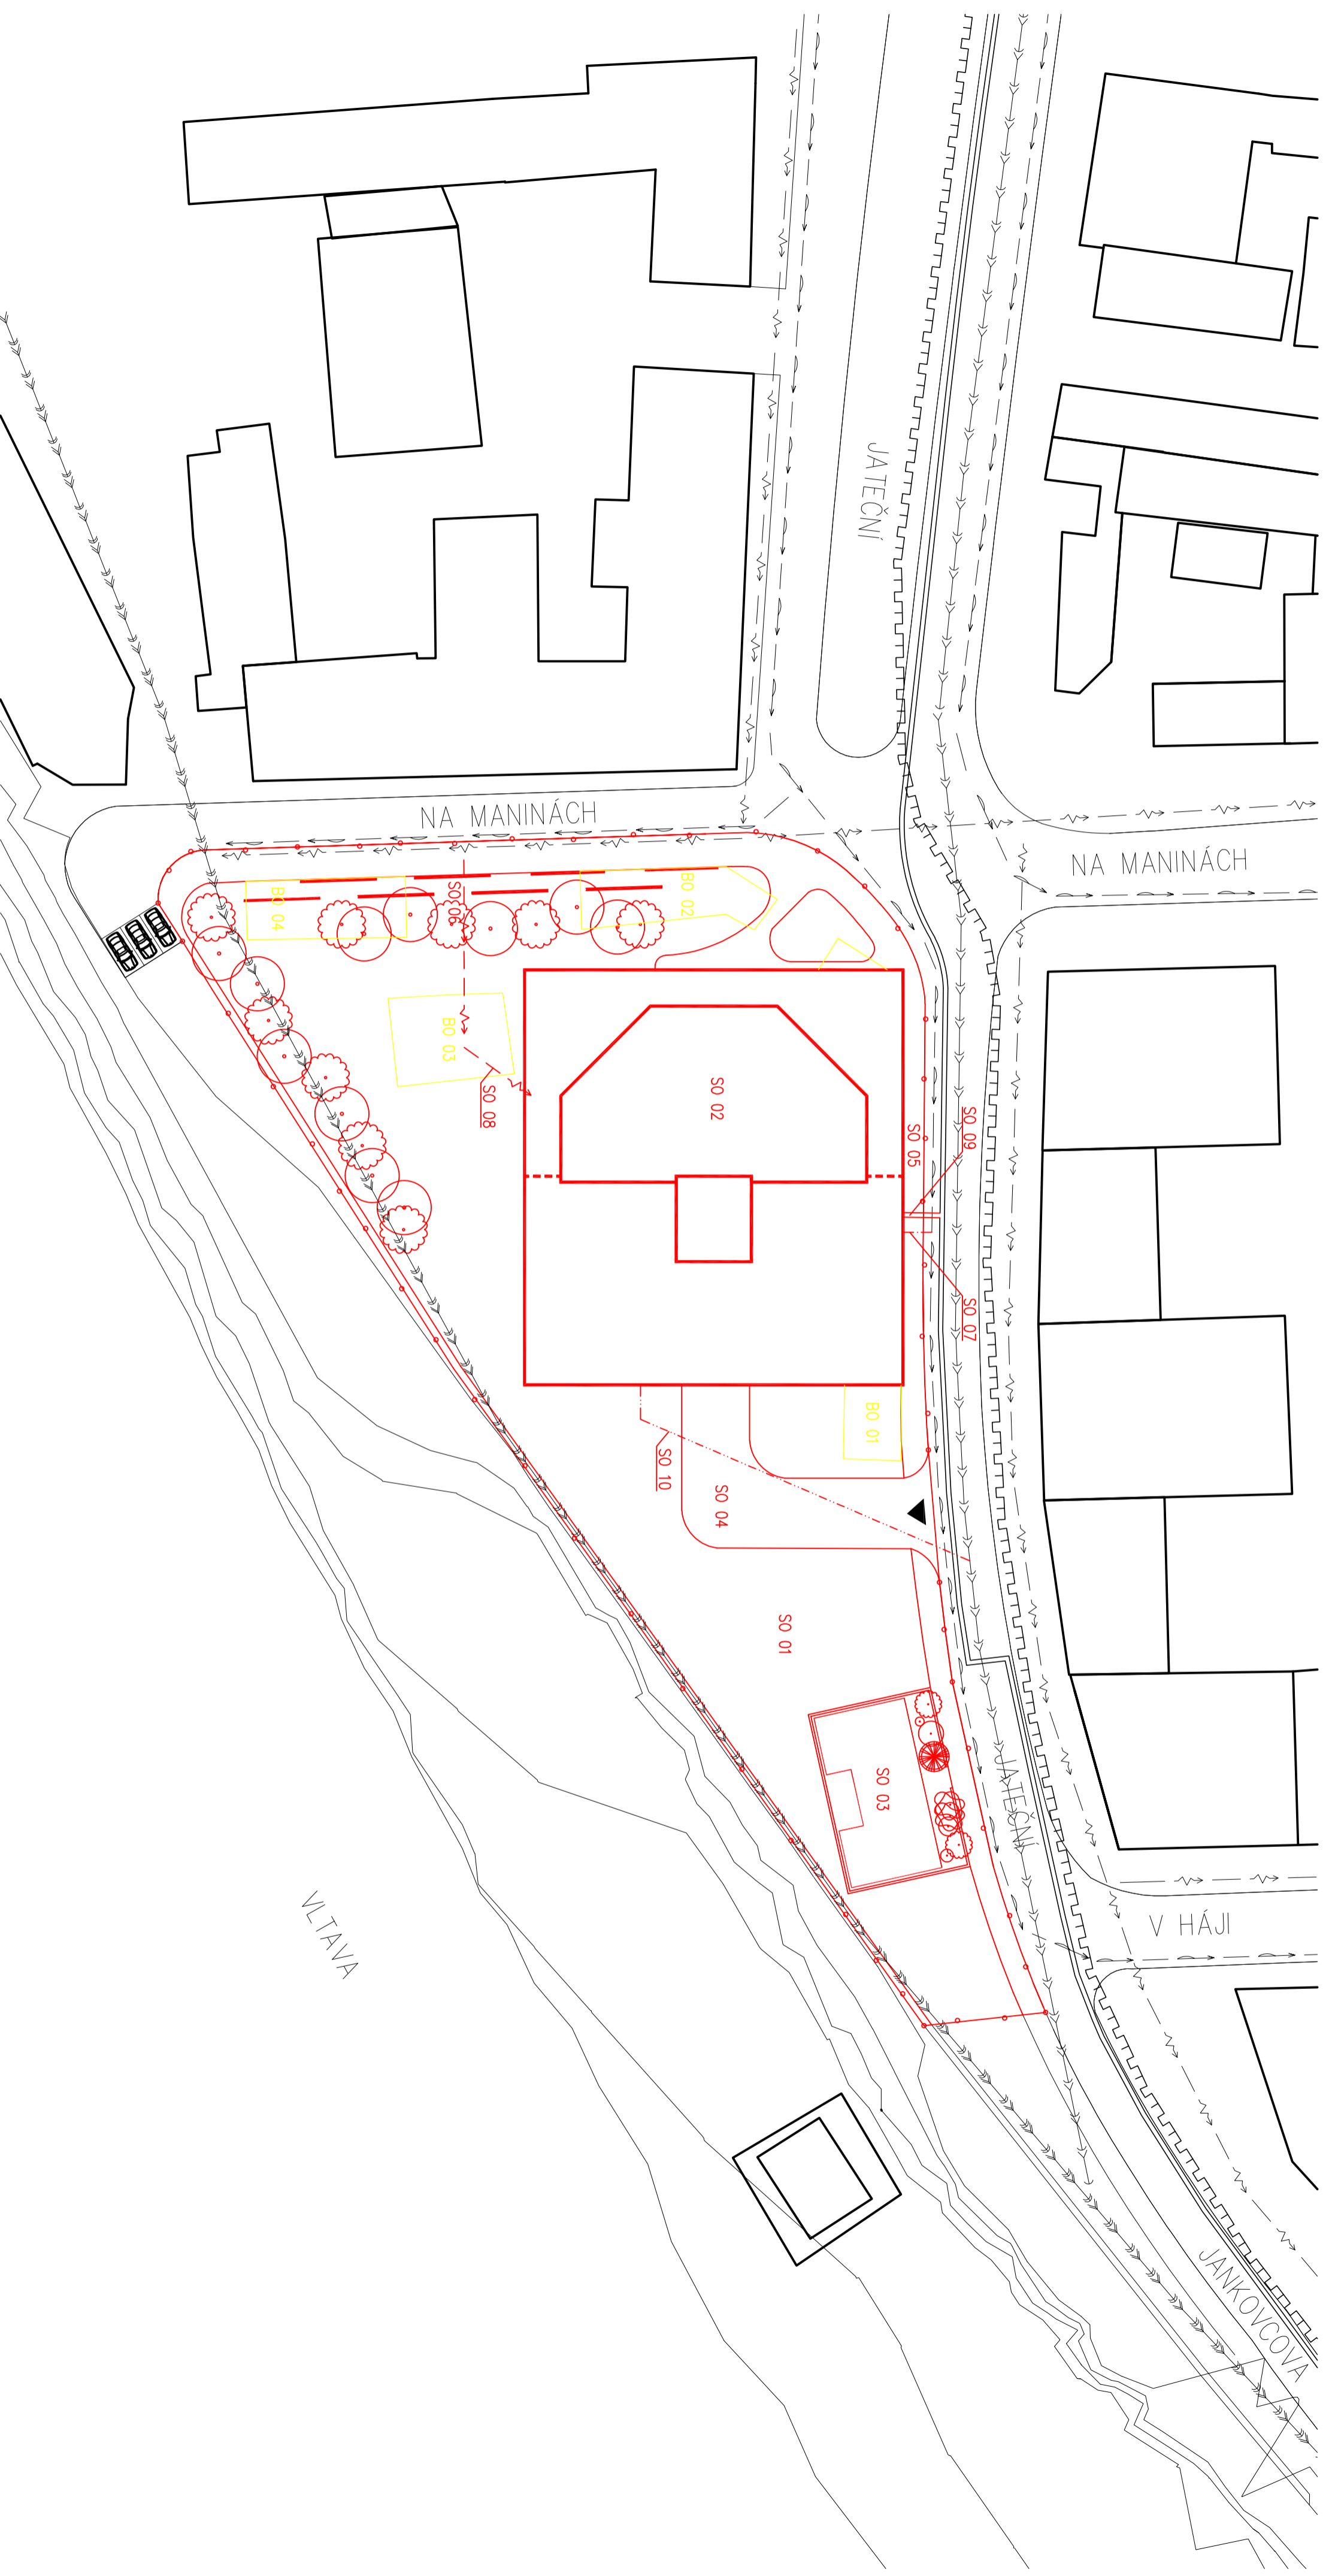 JATEČNÍ
NA MANINÁCH
NA MANINÁCH
BO 04
SO 06
BO 02
BO 03
SO 08
SO 02
SO 05
SO 09
SO 07
BO 01
SO 10
SO 04
SO 01
SO 03
JATEČNÍ
V HÁJI
VLTAVA
JANKOVCOVA